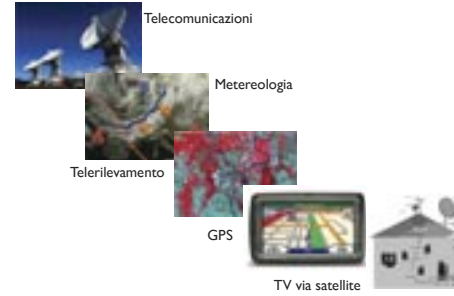 Telecomunicazioni
Metereologia
Telerilevamento
GPS
TV via satellite